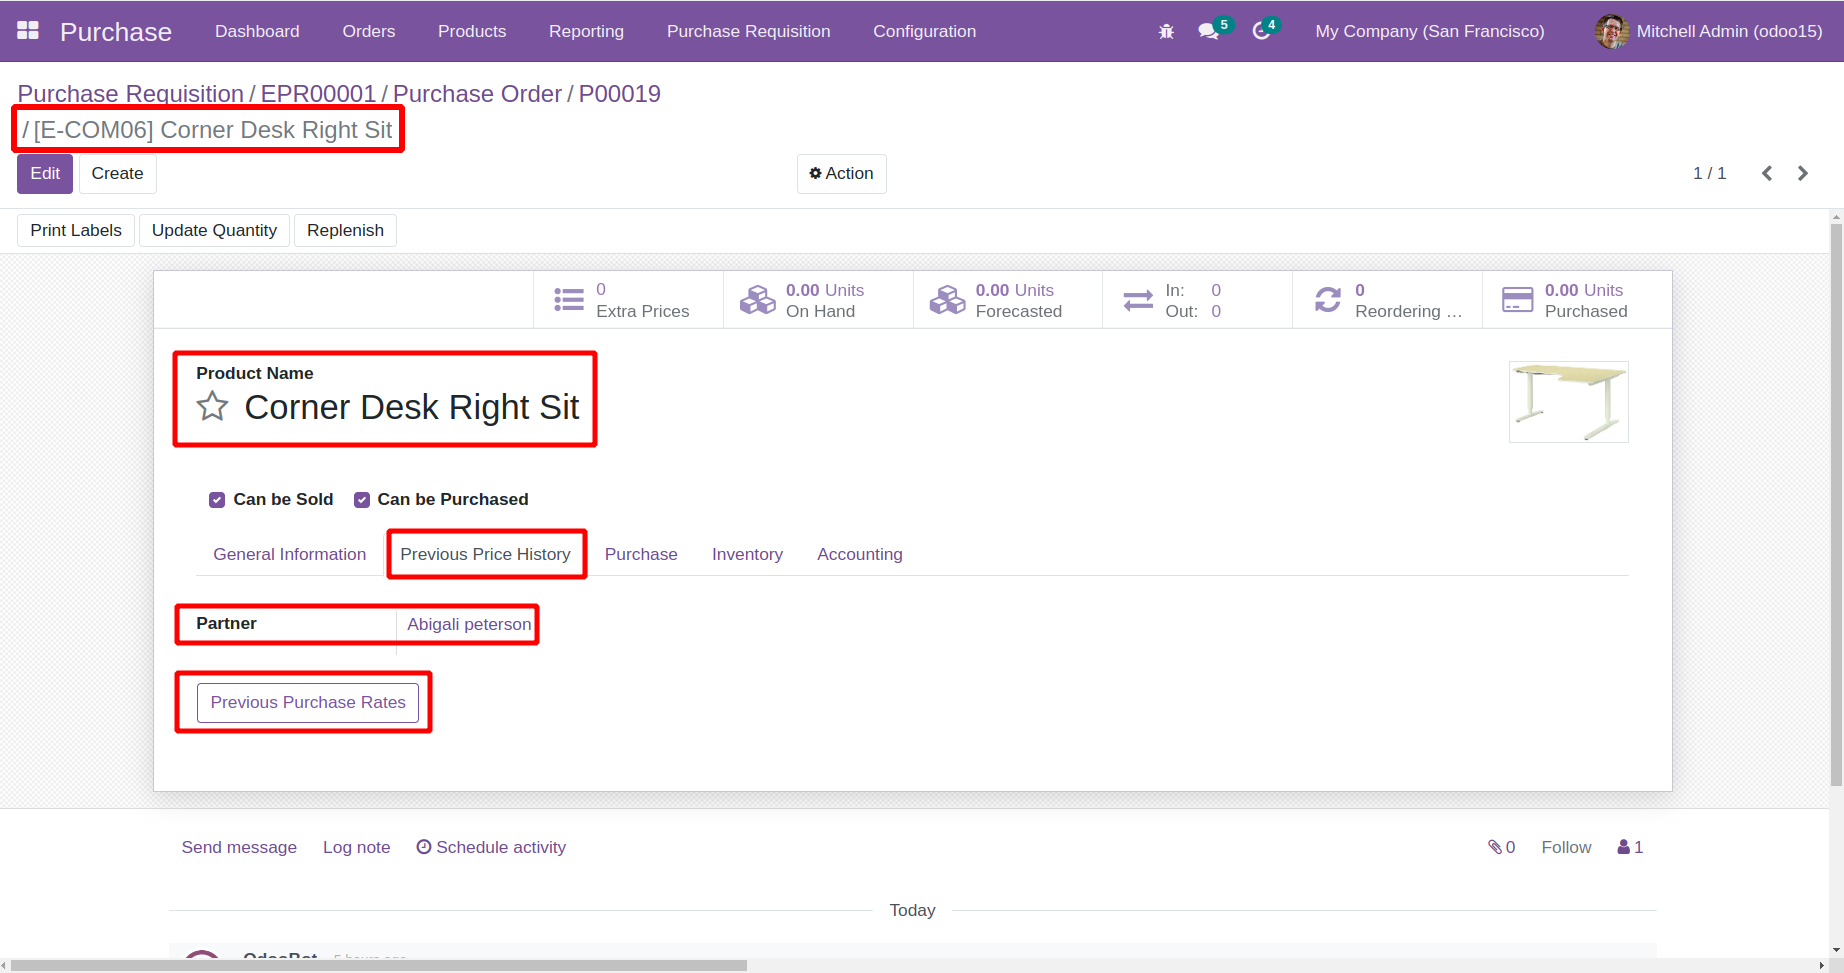 Purchase Dashboard Orders Products Reporting Purchase Requisition Configuration 5 4 My Company (San Francisco) Mitchell Admin (odoo15)
Purchase Requisition / EPR00001 / Purchase Order / P00019
/ [E-COM06] Corner Desk Right Sit
Edit Create Action 1 / 1
Print Labels Update Quantity Replenish
0 Extra Prices
0.00 Units On Hand
0.00 Units Forecasted
In: 0
Out: 0
0 Reordering ...
0.00 Units Purchased
Product Name
Corner Desk Right Sit
Can be Sold Can be Purchased
General Information Previous Price History Purchase Inventory Accounting
Partner Abigali peterson
Previous Purchase Rates
Send message Log note Schedule activity 0 Follow 1
Today
OdooBot 5 hours ago